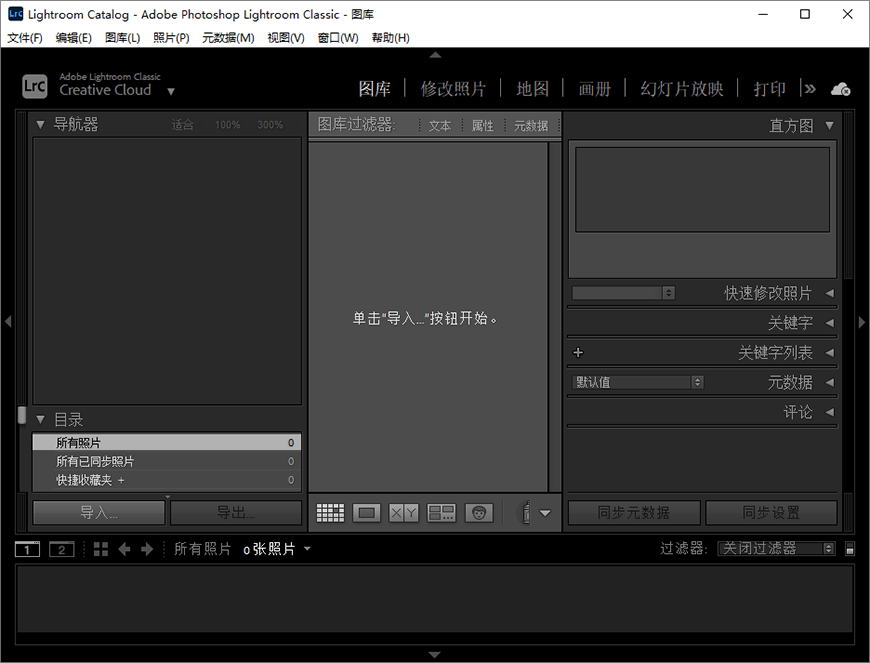 LrC Lightroom Catalog - Adobe Photoshop Lightroom Classic - 图库
文件(F) 编辑(E) 图库(L) 照片(P) 元数据(M) 视图(V) 窗口(W) 帮助(H)
LrC
Adobe Lightroom Classic
Creative Cloud
图库 修改照片 地图 画册 幻灯片放映 打印
导航器 适合 100% 300%
图库过滤器: 文本 属性 元数据
直方图
快速修改照片
单击"导入..."按钮开始。
关键字
+ 关键字列表
默认值 元数据
评论
目录
所有照片 0
所有已同步照片 0
快捷收藏夹 + 0
导入... 导出...
X Y
同步元数据 同步设置
1 2 所有照片 0张照片
过滤器: 关闭过滤器